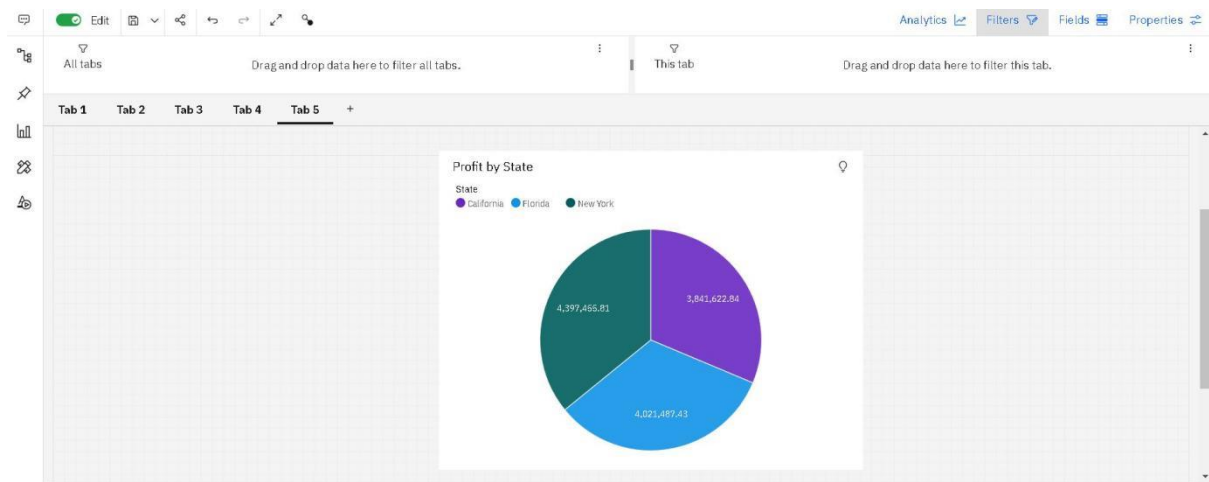 Edit Analytics Filters Fields Properties
All tabs Drag and drop data here to filter all tabs. This tab Drag and drop data here to filter this tab.
Tab 1 Tab 2 Tab 3 Tab 4 Tab 5 +
Profit by State
State
California Florida New York
3,841,622.84
4,397,465.81
4,021,487.43